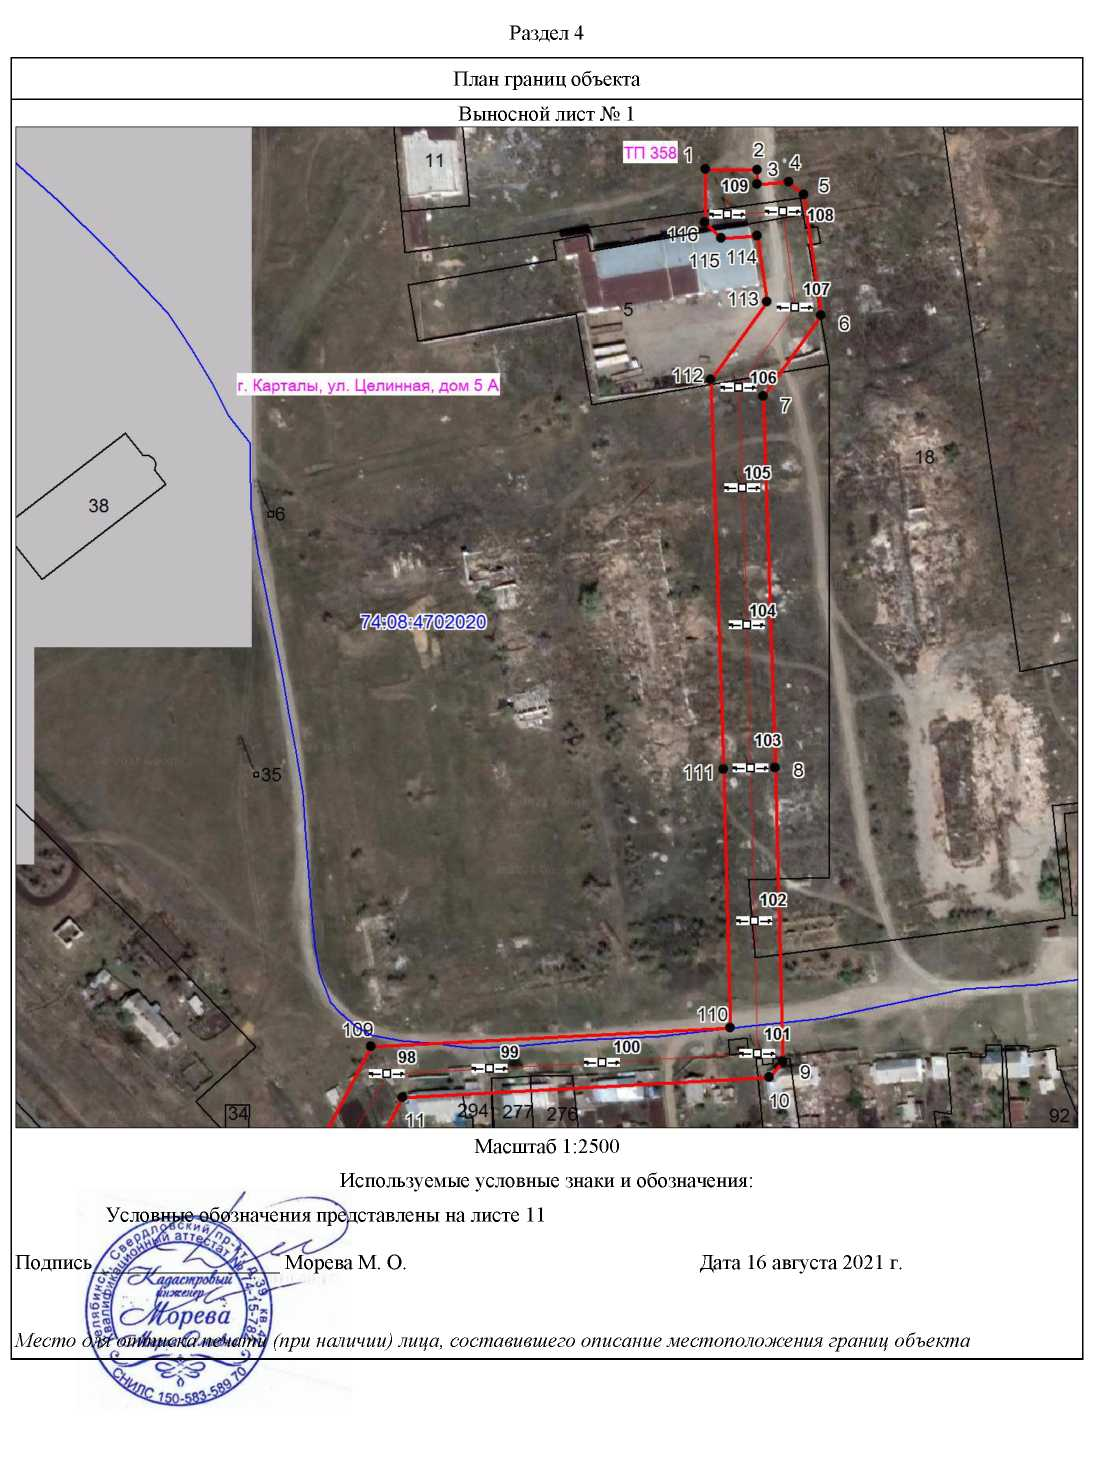 Раздел 4
План границ объекта
Выносной лист № 1
11
ТП 358
1
2
3
4
5
109
108
116
115
114
107
113
5
6
112
106
7
г. Карталы, ул. Целинная, дом 5 А
18
105
38
6
104
74:08:4702020
103
111
8
35
102
110
101
109
98
99
100
9
10
11
294
277
276
34
92
Масштаб 1:2500
Используемые условные знаки и обозначения:
Условные обозначения представлены на листе 11
Подпись Морева М. О.
Дата 16 августа 2021 г.
Место для оттиска печати (при наличии) лица, составившего описание местоположения границ объекта
Кадастровый
инженер
Морева
СНИЛС 150-583-589 70